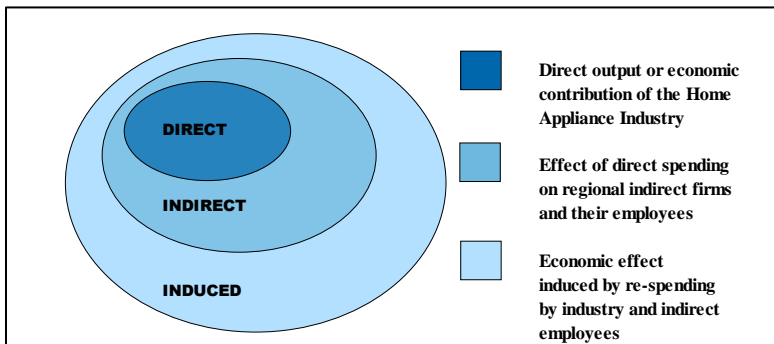 DIRECT
INDIRECT
INDUCED
Direct output or economic
contribution of the Home
Appliance Industry
Effect of direct spending
on regional indirect firms
and their employees
Economic effect
induced by re-spending
by industry and indirect
employees